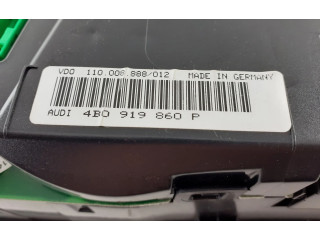 VDO 110.008.888/012 MADE IN GERMANY
AUDI 4B0 919 860 P